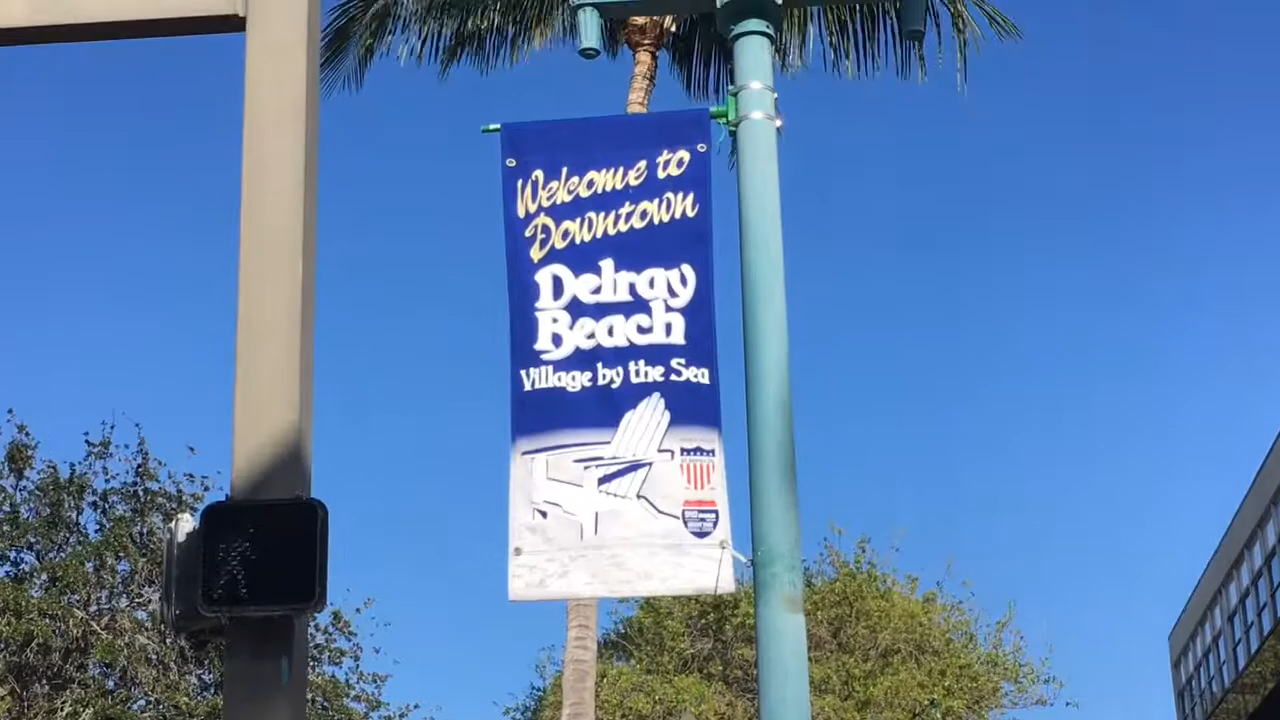 Welcome to
Downtown
Delray
Beach
Village by the Sea